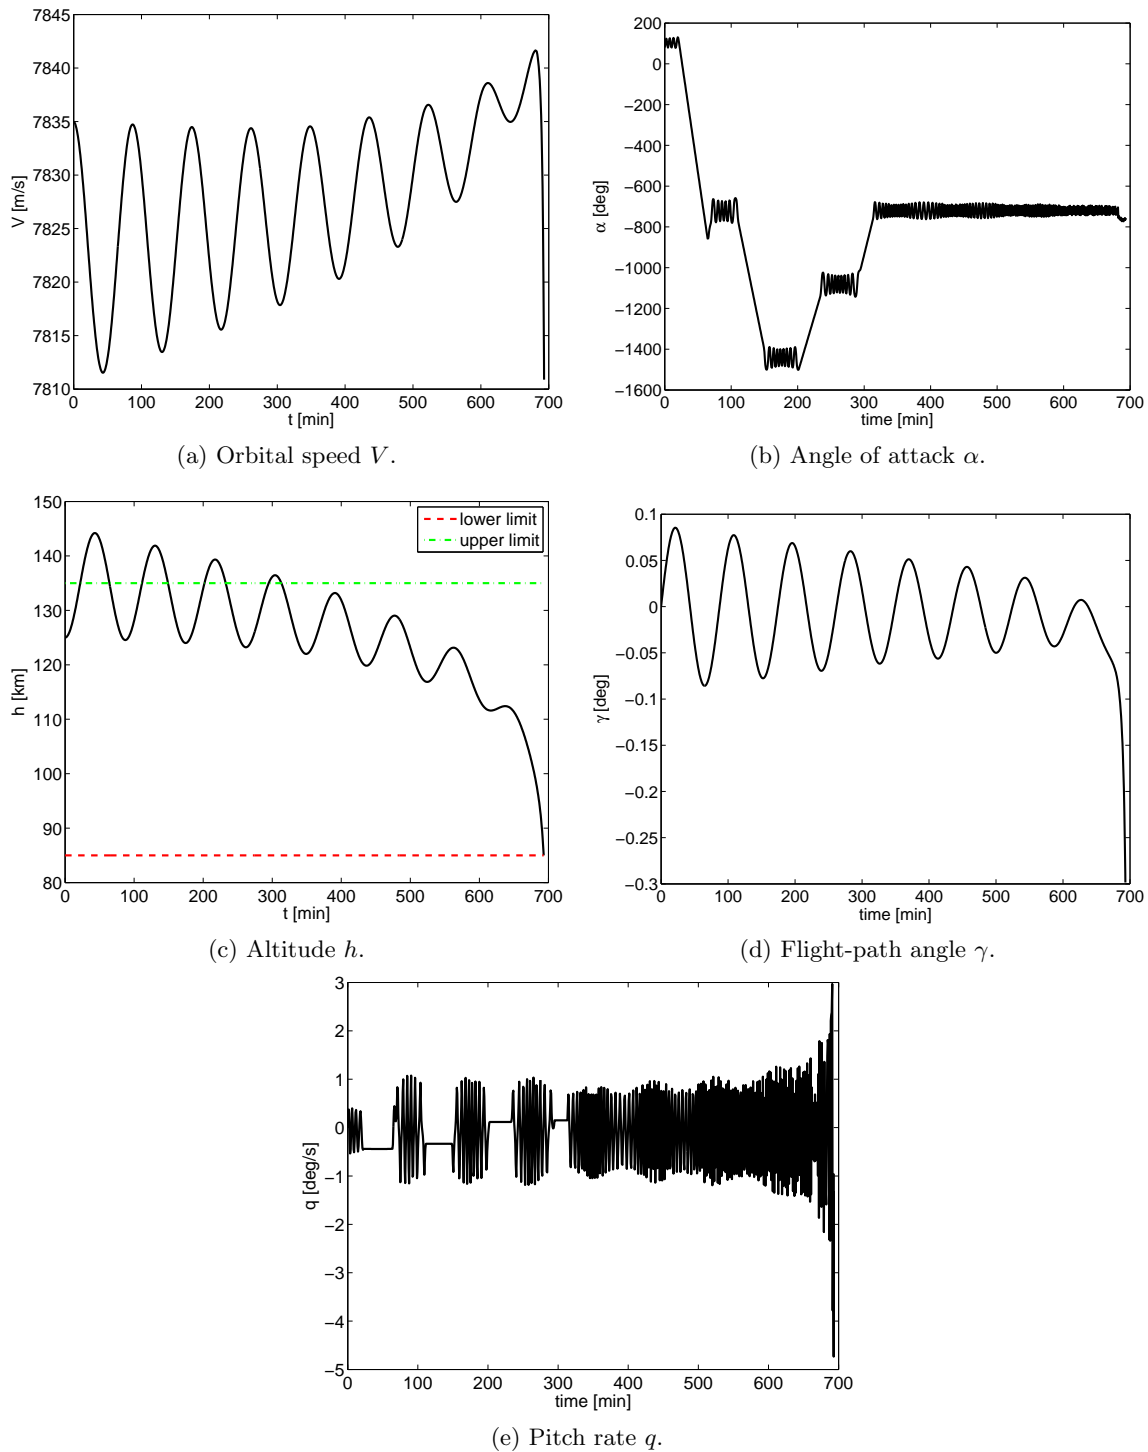 7845
7840
7835
7830
7825
7820
7815
7810
V [m/s]
0 100 200 300 400 500 600 700
t [min]
(a) Orbital speed V.
200
0
−200
−400
−600
−800
−1000
−1200
−1400
−1600
α [deg]
0 100 200 300 400 500 600 700
time [min]
(b) Angle of attack α.
150
140
130
120
110
100
90
80
h [km]
lower limit
upper limit
0 100 200 300 400 500 600 700
t [min]
(c) Altitude h.
0.1
0.05
0
−0.05
−0.1
−0.15
−0.2
−0.25
−0.3
γ [deg]
0 100 200 300 400 500 600 700
time [min]
(d) Flight-path angle γ.
3
2
1
0
−1
−2
−3
−4
−5
q [deg/s]
0 100 200 300 400 500 600 700
time [min]
(e) Pitch rate q.